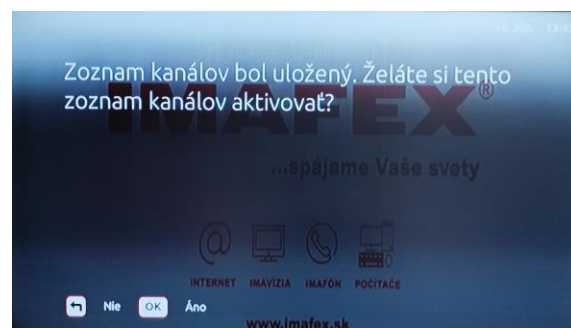 Zoznam kanálov bol uložený. Želáte si tento
zoznam kanálov aktivovať?
IMAFEX®
...spájame Vaše svety
INTERNET IMAVÍZIA IMAFÓN POČÍTAČE
Nie OK Áno
www.imafex.sk